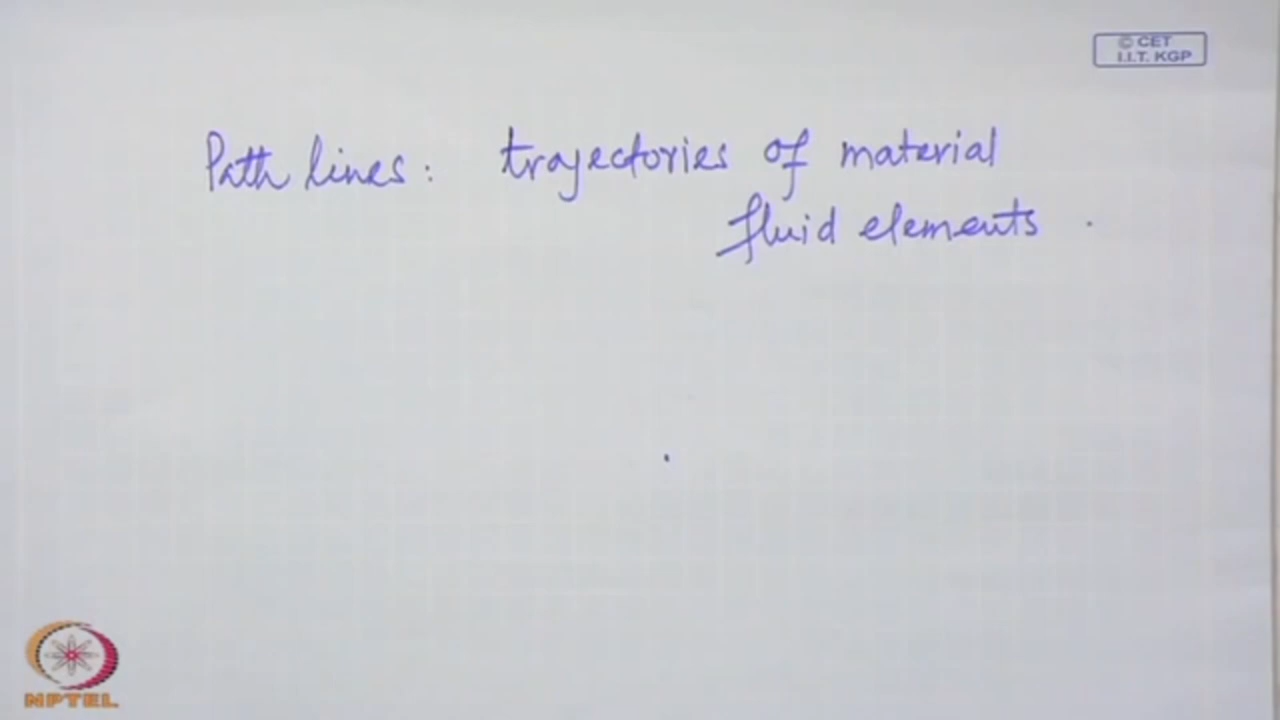 © CET
I.I.T. KGP
Path lines: trajectories of material
fluid elements.
NPTEL